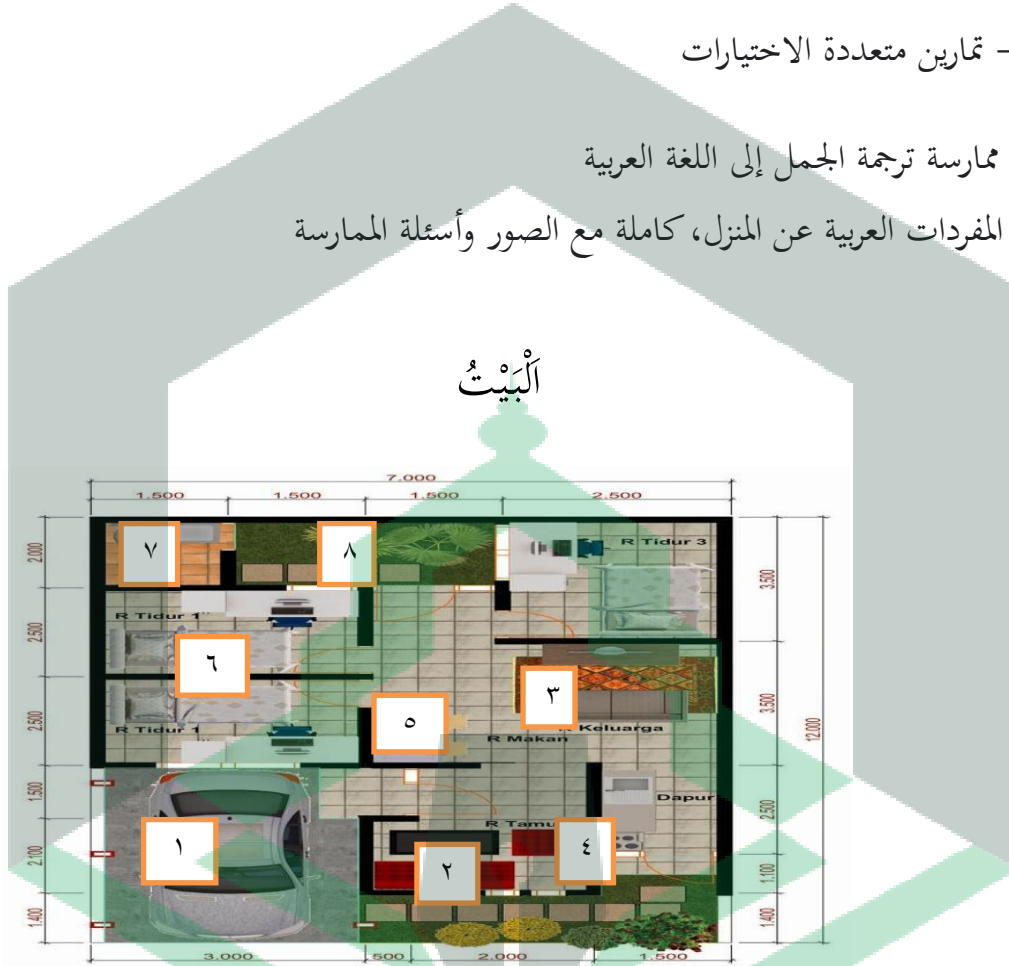 - تمارين متعددة الاختيارات
ممارسة ترجمة الجمل إلى اللغة العربية
المفردات العربية عن المنزل، كاملة مع الصور وأسئلة الممارسة
اَلْبَيْتُ
7.000
1.500 1.500 1.500 2.500
2.000 2.500 2.500 1.500 2.100 1.400
٧ ٨ R Tidur 3
R Tidur 1
٦ ٣
R Tidur 1 ٥ R Makan Keluarga
Dapur
١ R Tamu ٤
٢
3.500 3.500 2.500 1.100 1.400
12.000
3.000 500 2.000 1.500